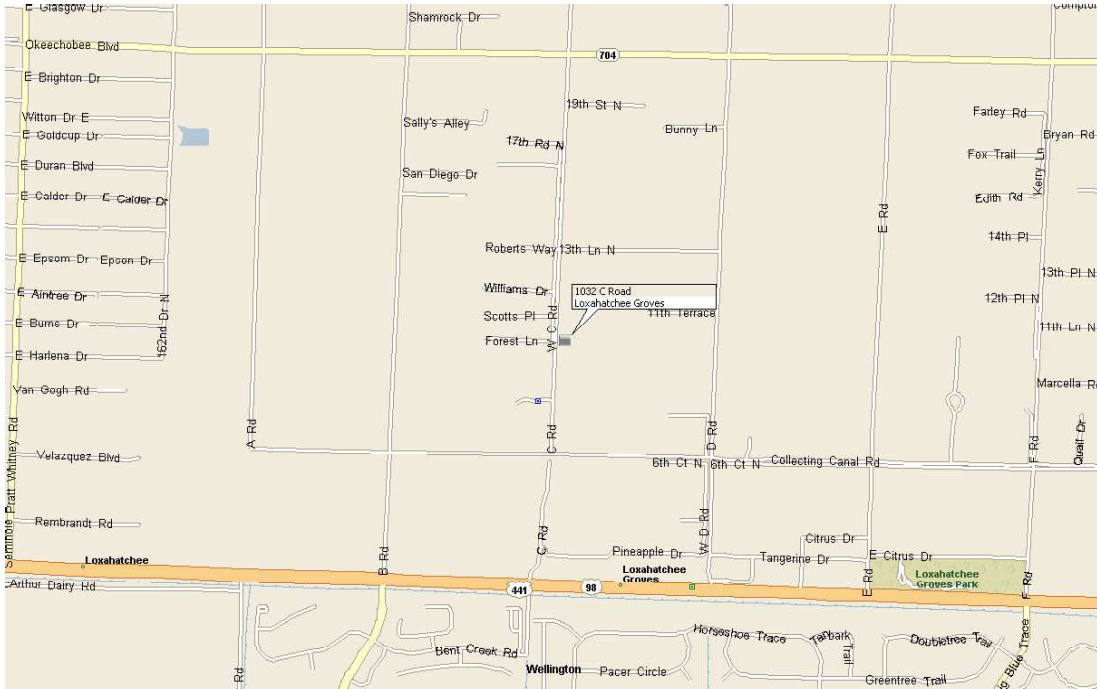 E Glasgow Dr
Shamrock Dr
Okeechobee Blvd
704
E Brighton Dr
19th St N
Farley Rd
Witton Dr E
Sally's Alley
Bunny Ln
E Goldcup Dr
17th Rd N
Bryan Rd
Fox Trail
E Duran Blvd
San Diego Dr
Kerry Ln
E Calder Dr
E Calder Dr
Edith Rd
E Rd
14th Pl
Roberts Way
13th Ln N
E Epsom Dr
Epson Dr
13th Pl N
Williams Dr
1032 C Road
Loxahatchee Groves
E Aintree Dr
12th Pl N
162nd Dr N
Scotts Pl
W C Rd
11th Terrace
E Burns Dr
11th Ln N
Forest Ln
E Harlena Dr
Van Gogh Rd
Marcella Rd
A Rd
C Rd
D Rd
F Rd
Quail Dr
Seminole Pratt Whitney Rd
Velazquez Blvd
6th Ct N
6th Ct N
Collecting Canal Rd
Rembrandt Rd
B Rd
C Rd
W D Rd
Citrus Dr
Pineapple Dr
Tangerine Dr
E Citrus Dr
Loxahatchee
Loxahatchee
Groves
Loxahatchee
Groves Park
E Rd
F Rd
Arthur Dairy Rd
441
98
Horseshoe Trace
Tanbark
Trail
Doubletree Trail
Bent Creek Rd
Wellington
Pacer Circle
Greentree Trail
Blue Trace
Rd